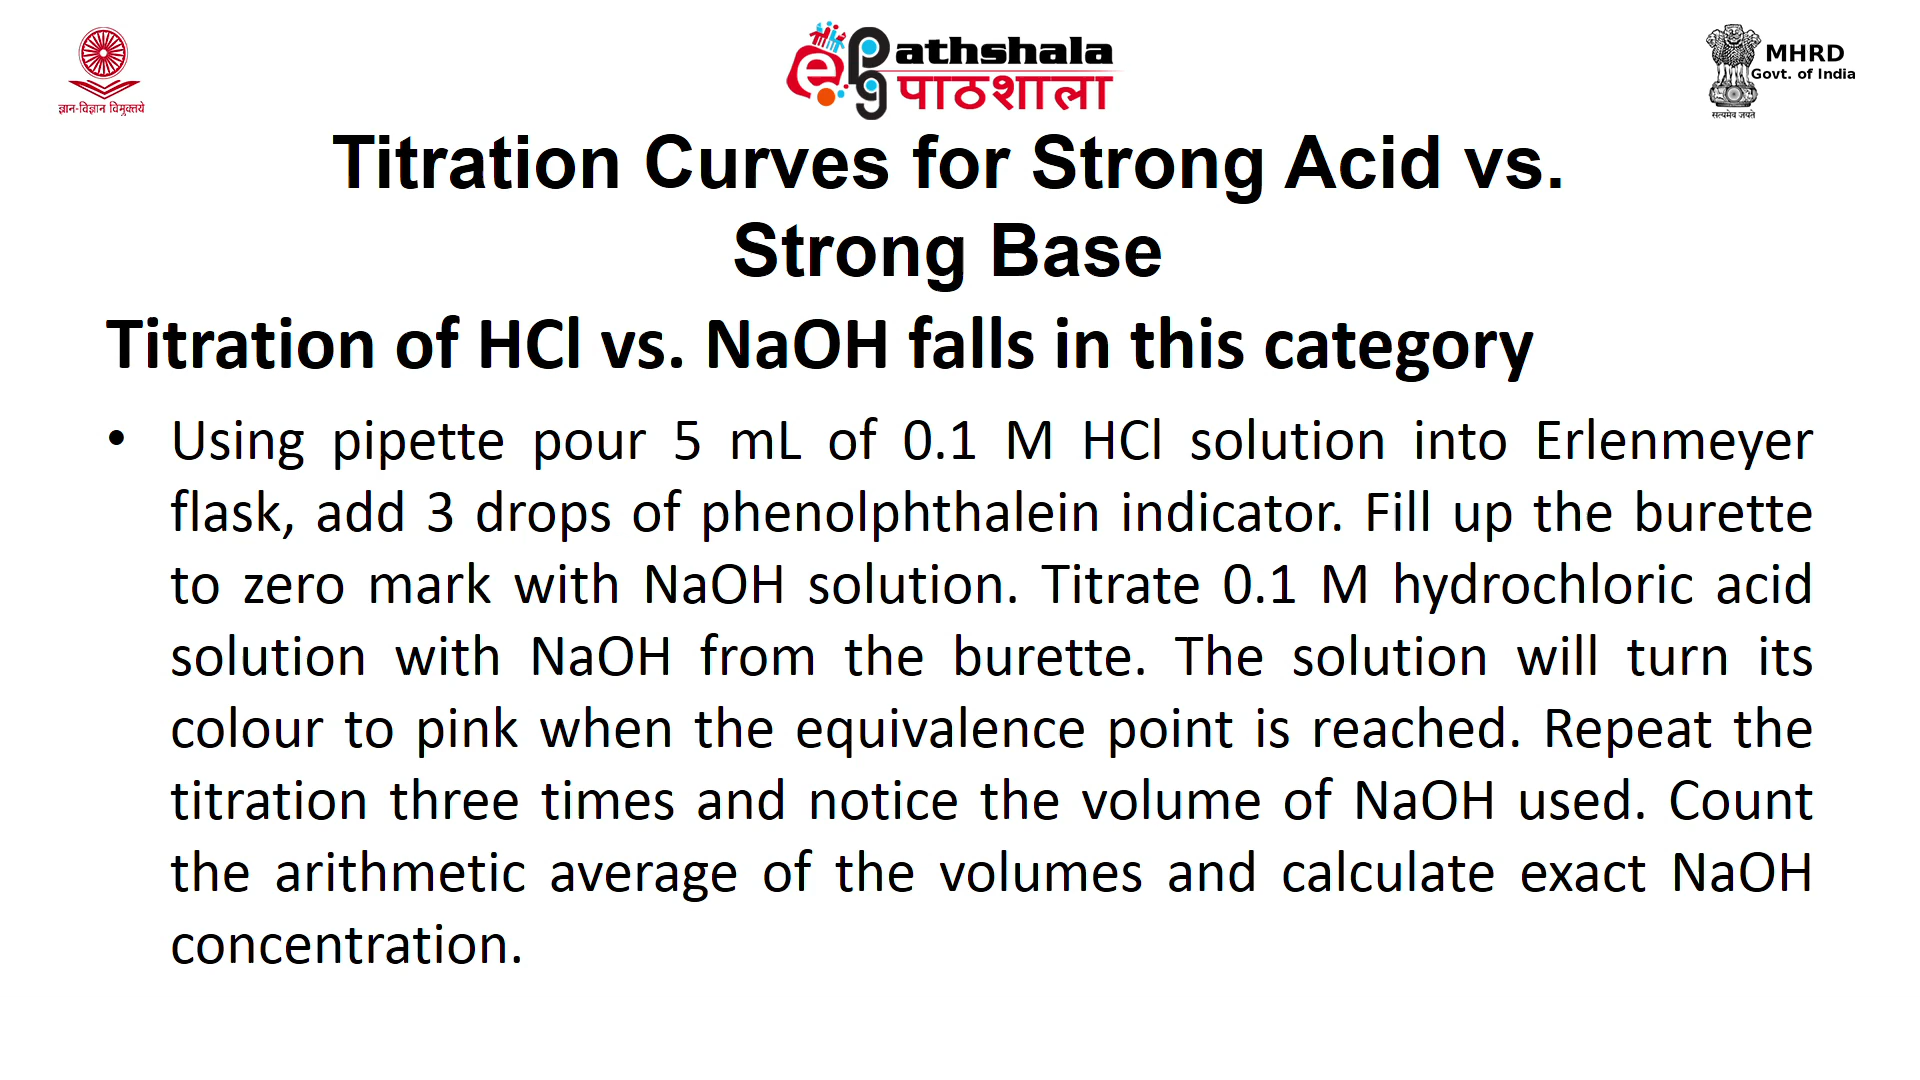 ज्ञान-विज्ञान विमुक्तये
ePathshala
पाठशाला
MHRD
Govt. of India
सत्यमेव जयते
Titration Curves for Strong Acid vs.
Strong Base
Titration of HCl vs. NaOH falls in this category
• Using pipette pour 5 mL of 0.1 M HCl solution into Erlenmeyer
flask, add 3 drops of phenolphthalein indicator. Fill up the burette
to zero mark with NaOH solution. Titrate 0.1 M hydrochloric acid
solution with NaOH from the burette. The solution will turn its
colour to pink when the equivalence point is reached. Repeat the
titration three times and notice the volume of NaOH used. Count
the arithmetic average of the volumes and calculate exact NaOH
concentration.